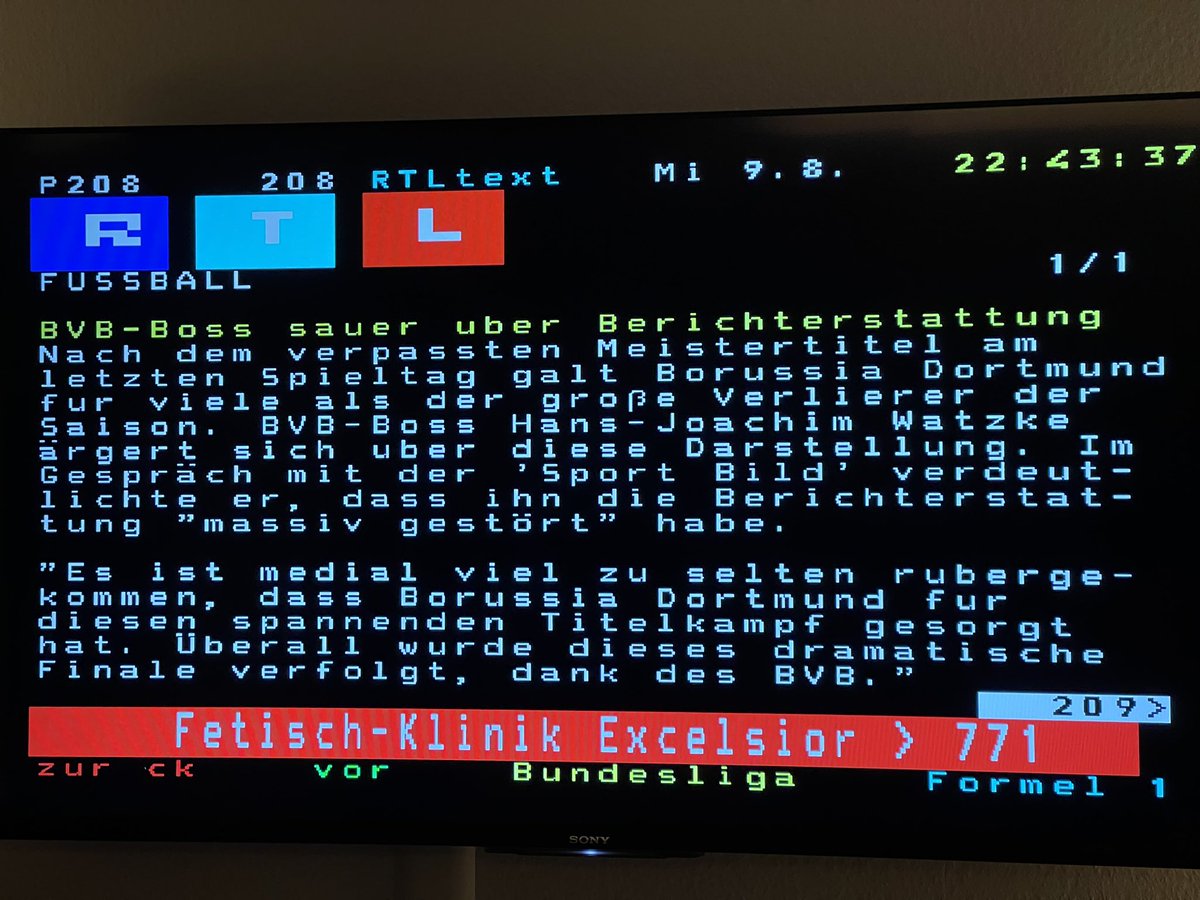 P208 208 RTLtext Mi 9.8. 22:43:37
R T L
1/1
FUSSBALL
BVB-Boss sauer uber Berichterstattung
Nach dem verpassten Meistertitel am
letzten Spieltag galt Borussia Dortmund
fur viele als der große Verlierer der
Saison. BVB-Boss Hans-Joachim Watzke
ärgert sich uber diese Darstellung. Im
Gespräch mit der 'Sport Bild' verdeut-
lichte er, dass ihn die Berichterstat-
tung "massiv gestört" habe.
"Es ist medial viel zu selten ruberge-
kommen, dass Borussia Dortmund fur
diesen spannenden Titelkampf gesorgt
hat. Überall wurde dieses dramatische
Finale verfolgt, dank des BVB."
209>
Fetisch-Klinik Excelsior > 771
zur ck vor Bundesliga Formel 1
SONY